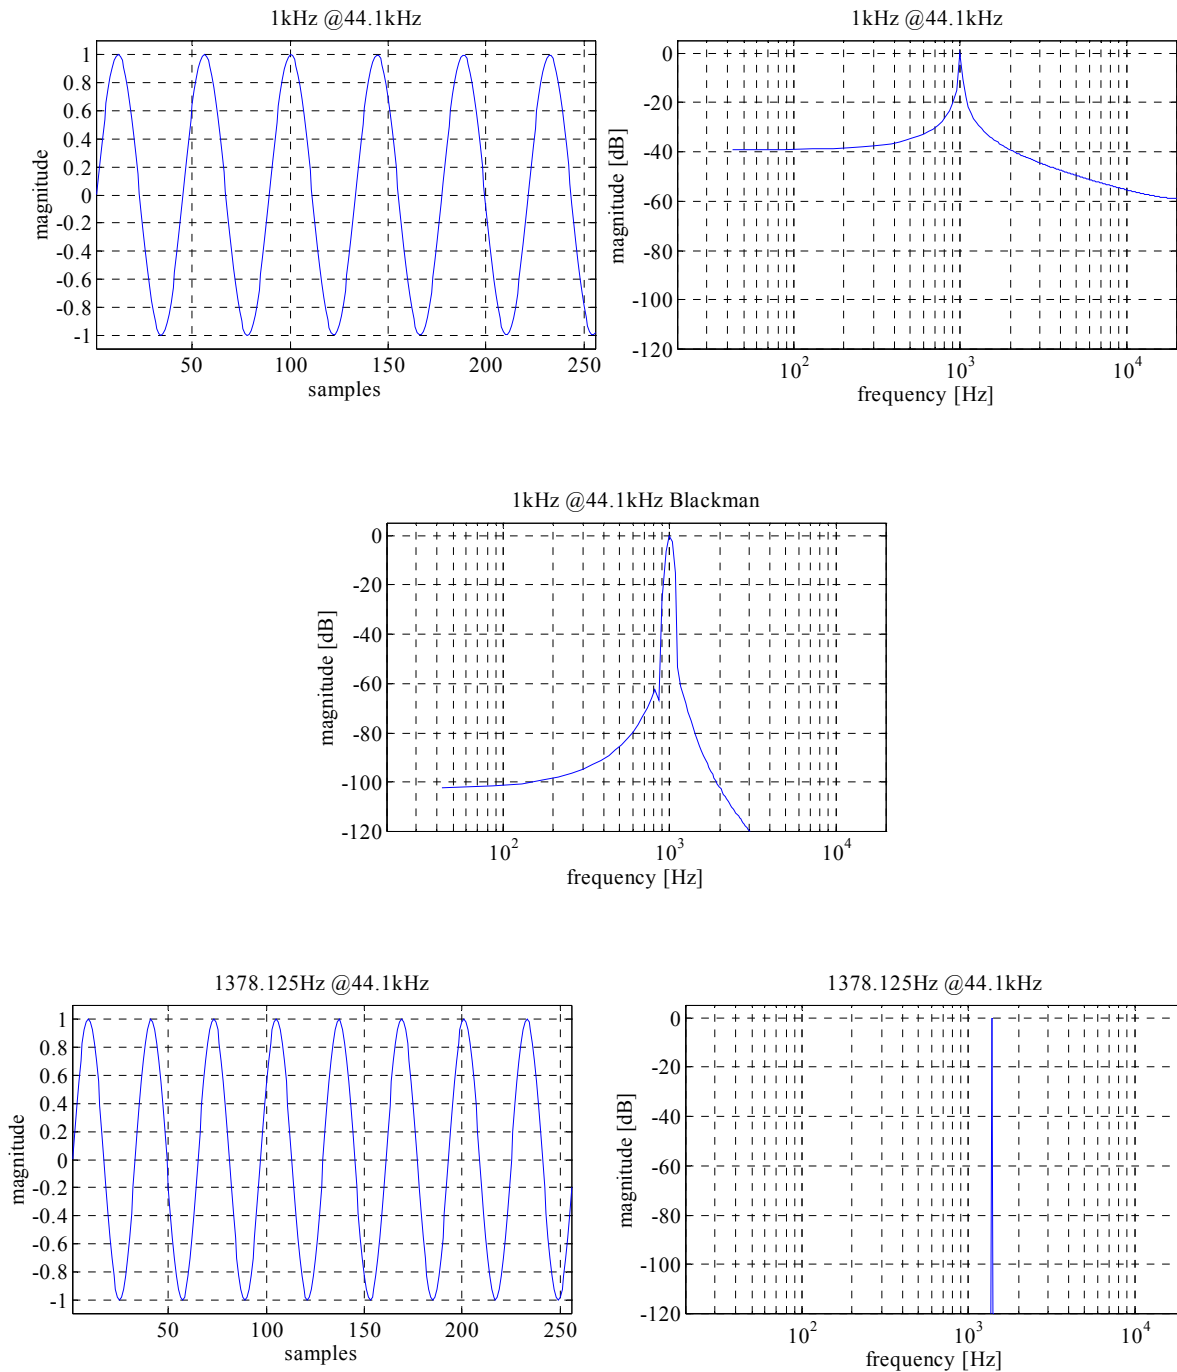 1kHz @44.1kHz
1
0.8
0.6
0.4
0.2
0
-0.2
-0.4
-0.6
-0.8
-1
magnitude
50 100 150 200 250
samples
1kHz @44.1kHz
0
-20
-40
-60
-80
-100
-120
magnitude [dB]
10^2 10^3 10^4
frequency [Hz]
1kHz @44.1kHz Blackman
0
-20
-40
-60
-80
-100
-120
magnitude [dB]
10^2 10^3 10^4
frequency [Hz]
1378.125Hz @44.1kHz
1
0.8
0.6
0.4
0.2
0
-0.2
-0.4
-0.6
-0.8
-1
magnitude
50 100 150 200 250
samples
1378.125Hz @44.1kHz
0
-20
-40
-60
-80
-100
-120
magnitude [dB]
10^2 10^3 10^4
frequency [Hz]